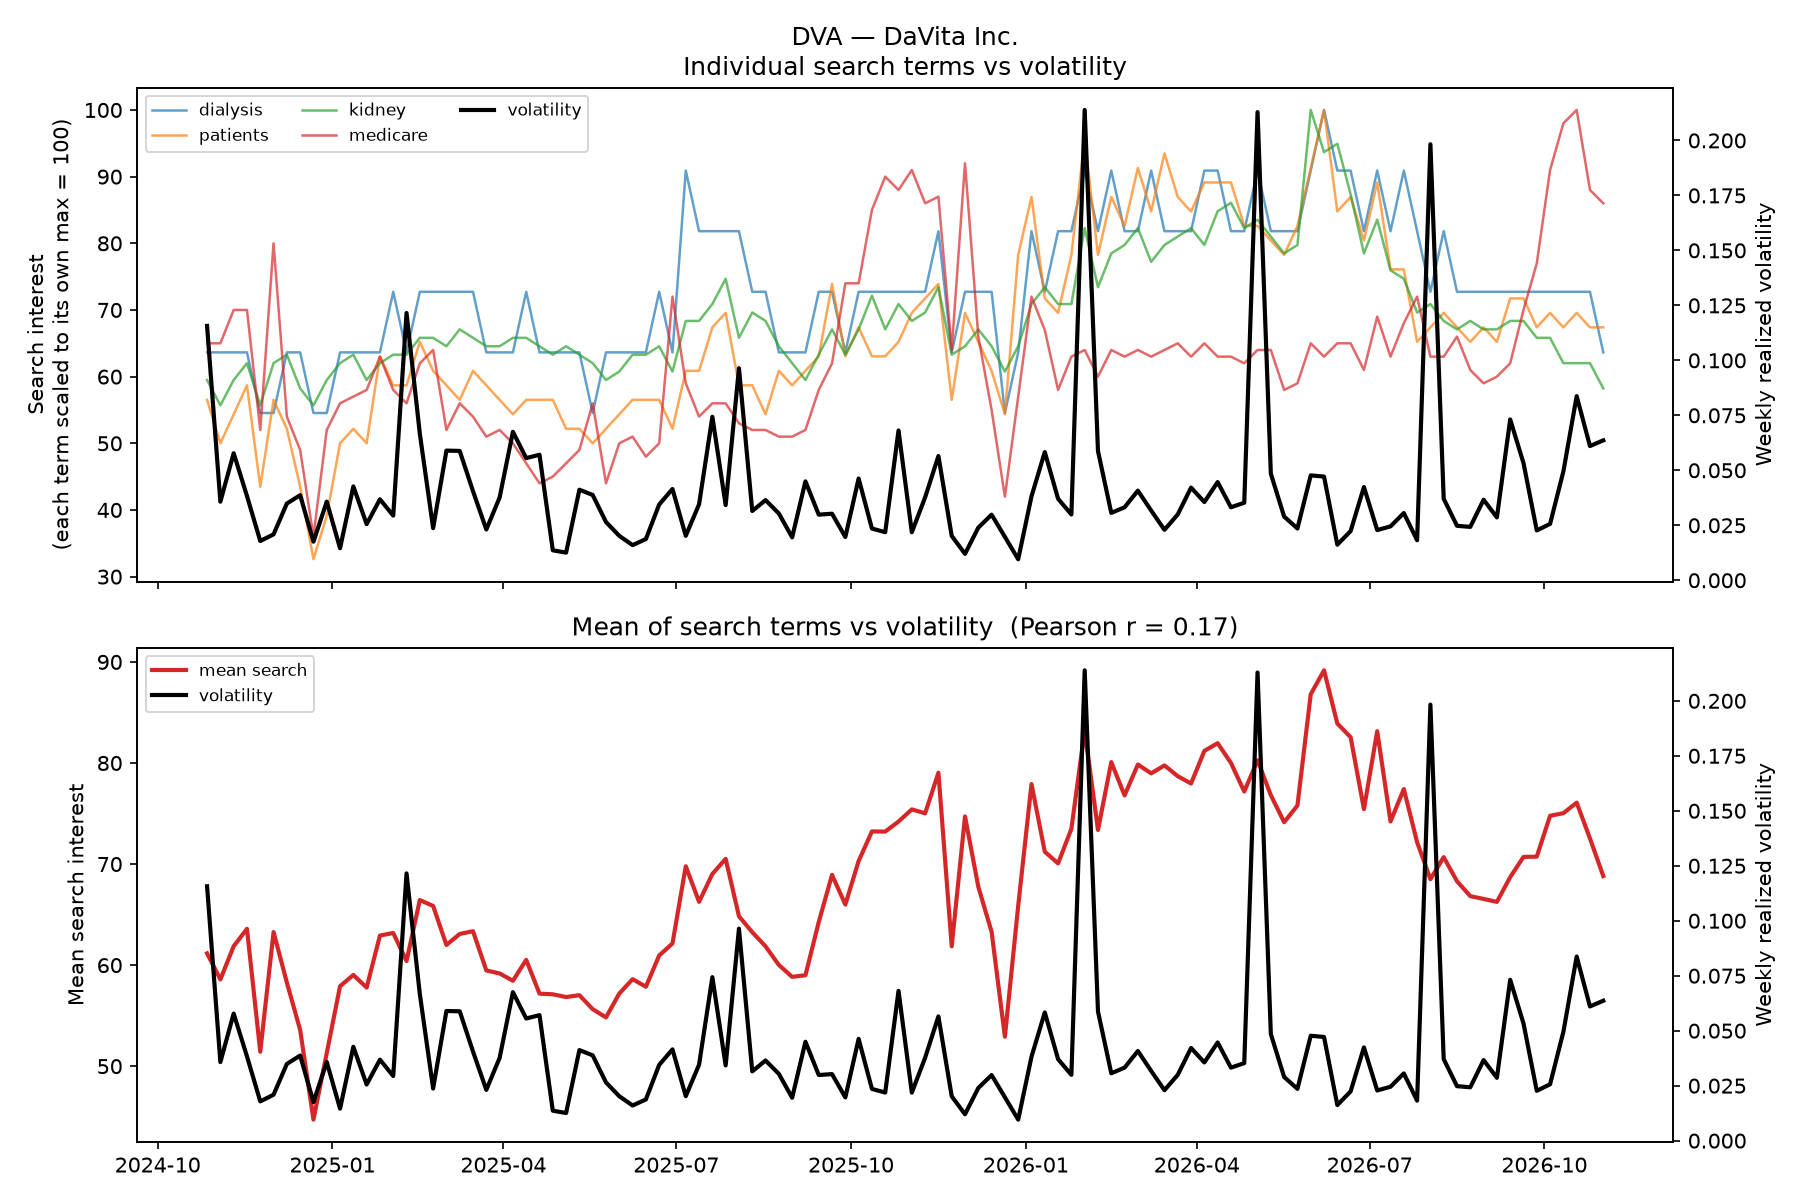 DVA — DaVita Inc.
Individual search terms vs volatility
dialysis
patients
kidney
medicare
volatility
Search interest
(each term scaled to its own max = 100)
100
90
80
70
60
50
40
30
0.200
0.175
0.150
0.125
0.100
0.075
0.050
0.025
0.000
Weekly realized volatility
Mean of search terms vs volatility  (Pearson r = 0.17)
mean search
volatility
Mean search interest
90
80
70
60
50
0.200
0.175
0.150
0.125
0.100
0.075
0.050
0.025
0.000
Weekly realized volatility
2024-10
2025-01
2025-04
2025-07
2025-10
2026-01
2026-04
2026-07
2026-10